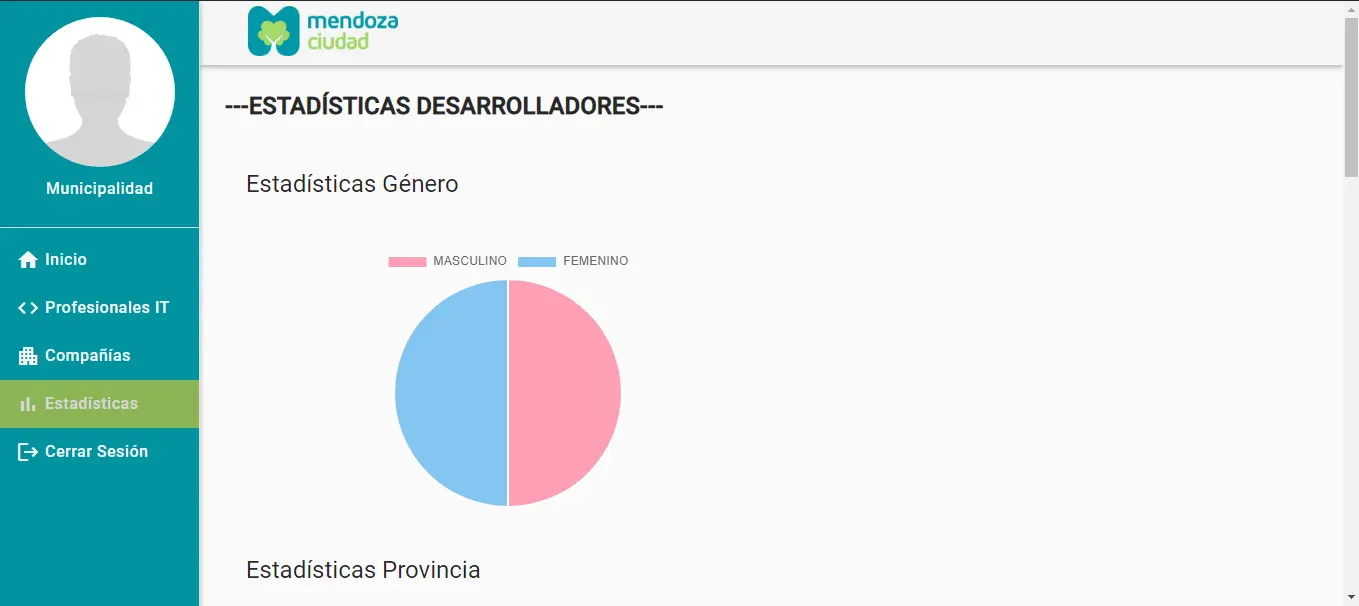 mendoza
ciudad
Municipalidad
Inicio
Profesionales IT
Compañías
Estadísticas
Cerrar Sesión
---ESTADÍSTICAS DESARROLLADORES---
Estadísticas Género
MASCULINO FEMENINO
Estadísticas Provincia